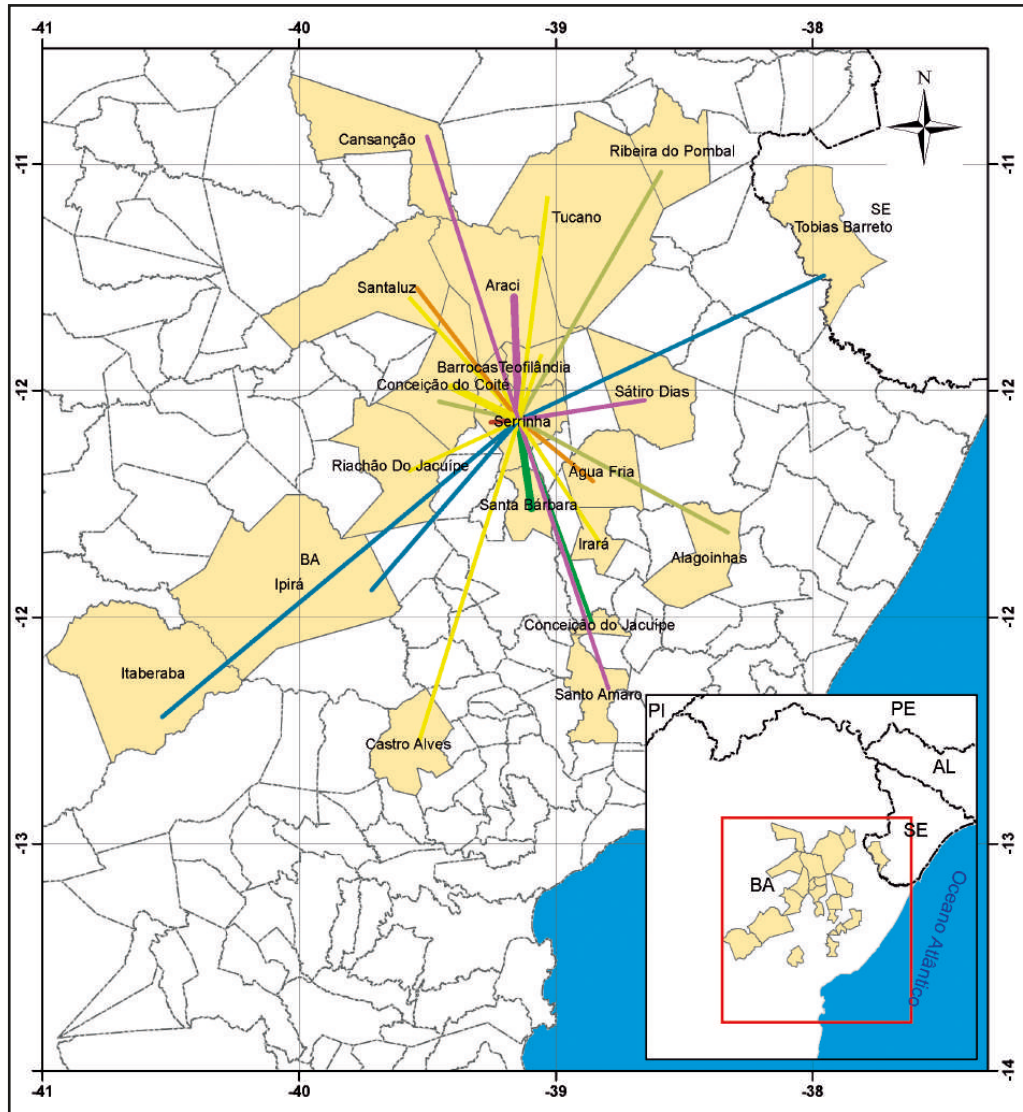 -41
-40
-39
-38
N
-11
-11
Cansanção
Ribeira do Pombal
SE
Tucano
Tobias Barreto
Santaluz
Araci
Barrocas
Teofilândia
-12
-12
Conceição do Coité
Sátiro Dias
Serrinha
Riachão Do Jacuípe
Água Fria
Santa Bárbara
Irará
BA
Alagoinhas
Ipirá
-12
-12
Conceição do Jacuípe
Itaberaba
Santo Amaro
Castro Alves
PI
PE
AL
SE
-13
-13
BA
Oceano Atlântico
-14
-14
-41
-40
-39
-38